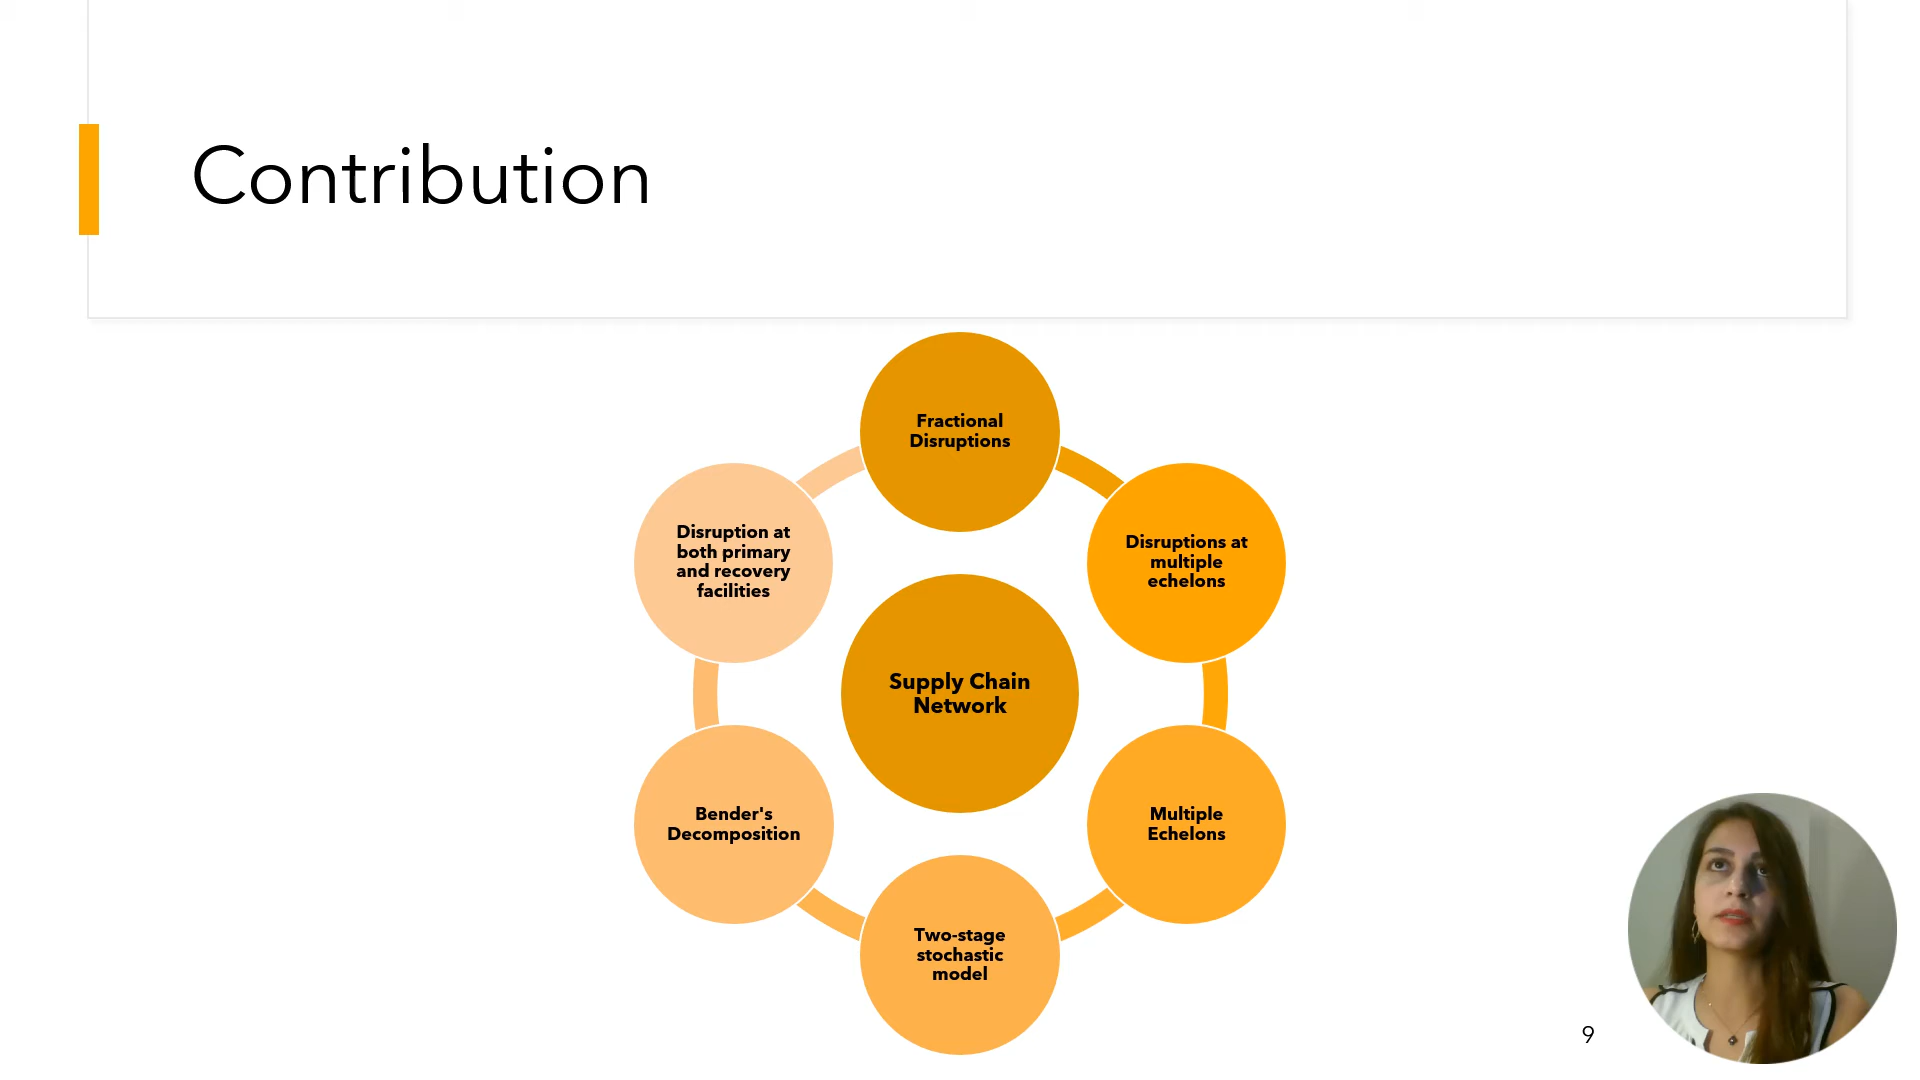 Contribution
Fractional
Disruptions
Disruptions at
multiple
echelons
Multiple
Echelons
Two-stage
stochastic
model
Bender's
Decomposition
Disruption at
both primary
and recovery
facilities
Supply Chain
Network
9